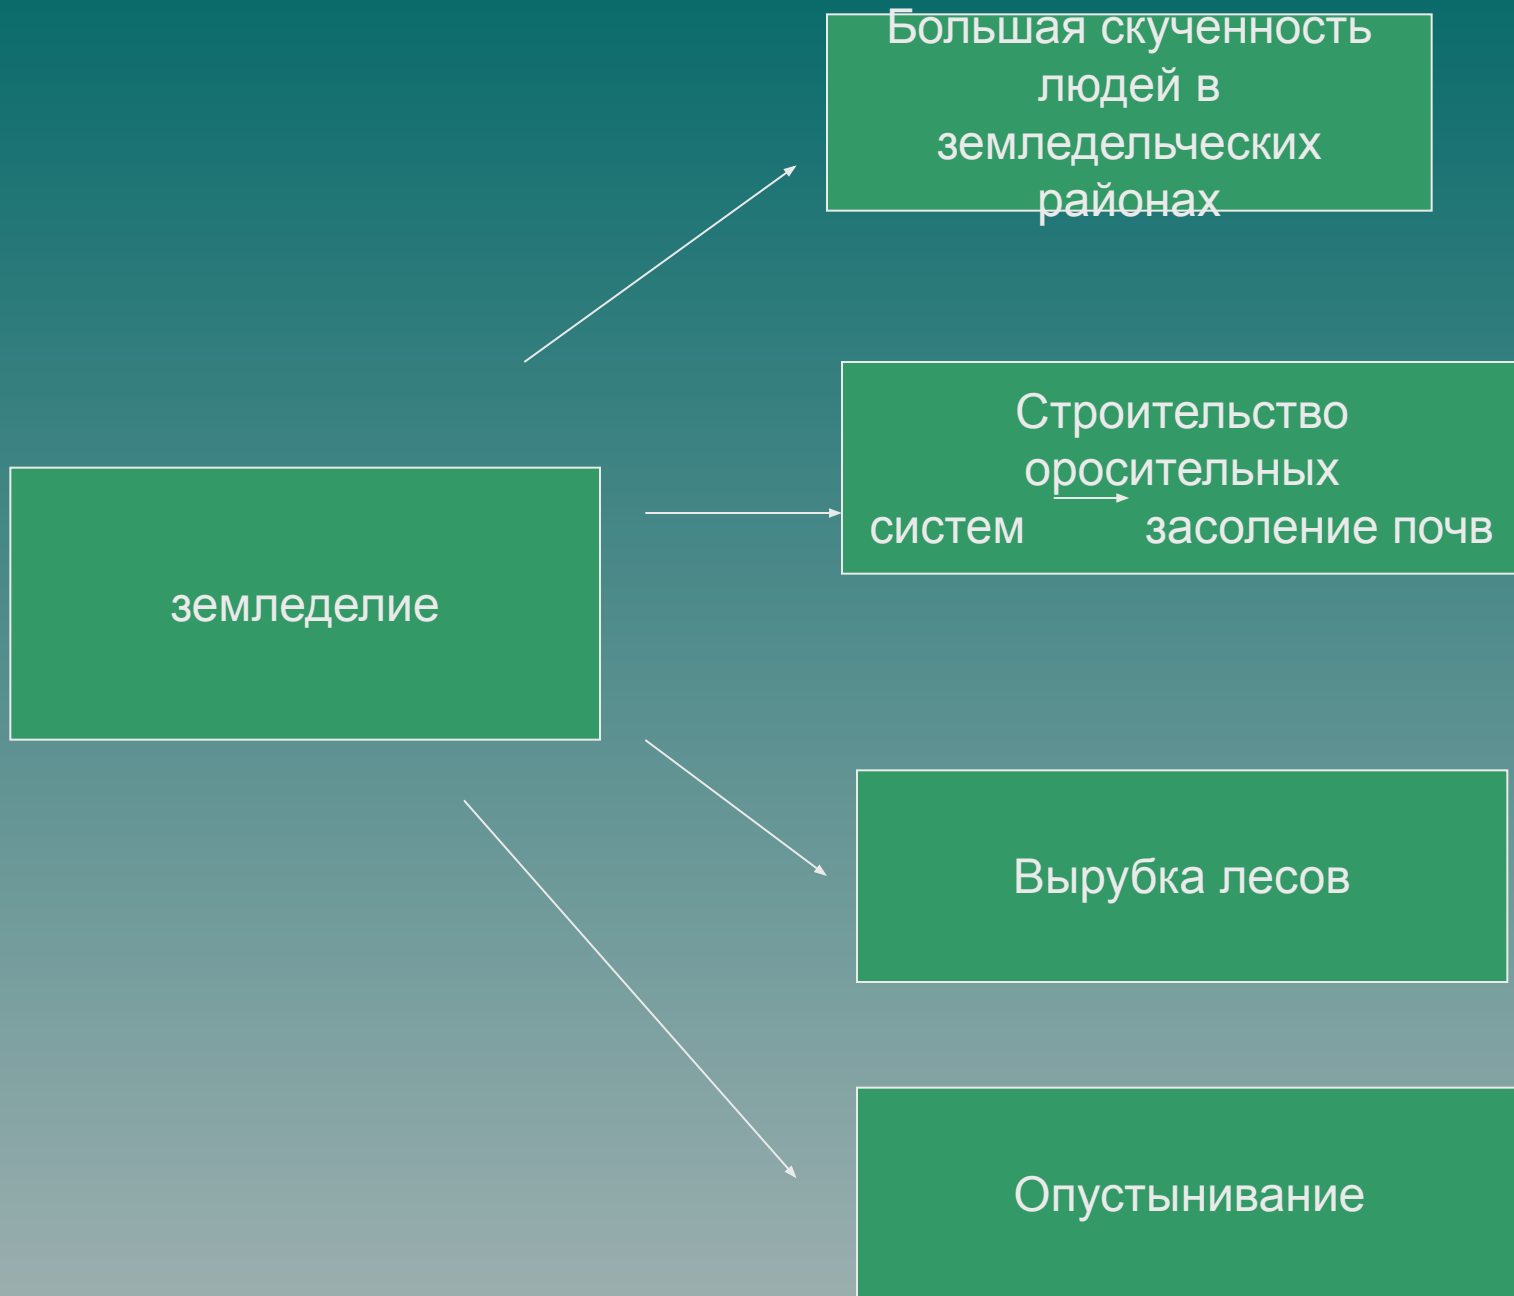 Большая скученность
людей в
земледельческих
районах
Строительство
оросительных
систем засоление почв
земледелие
Вырубка лесов
Опустынивание